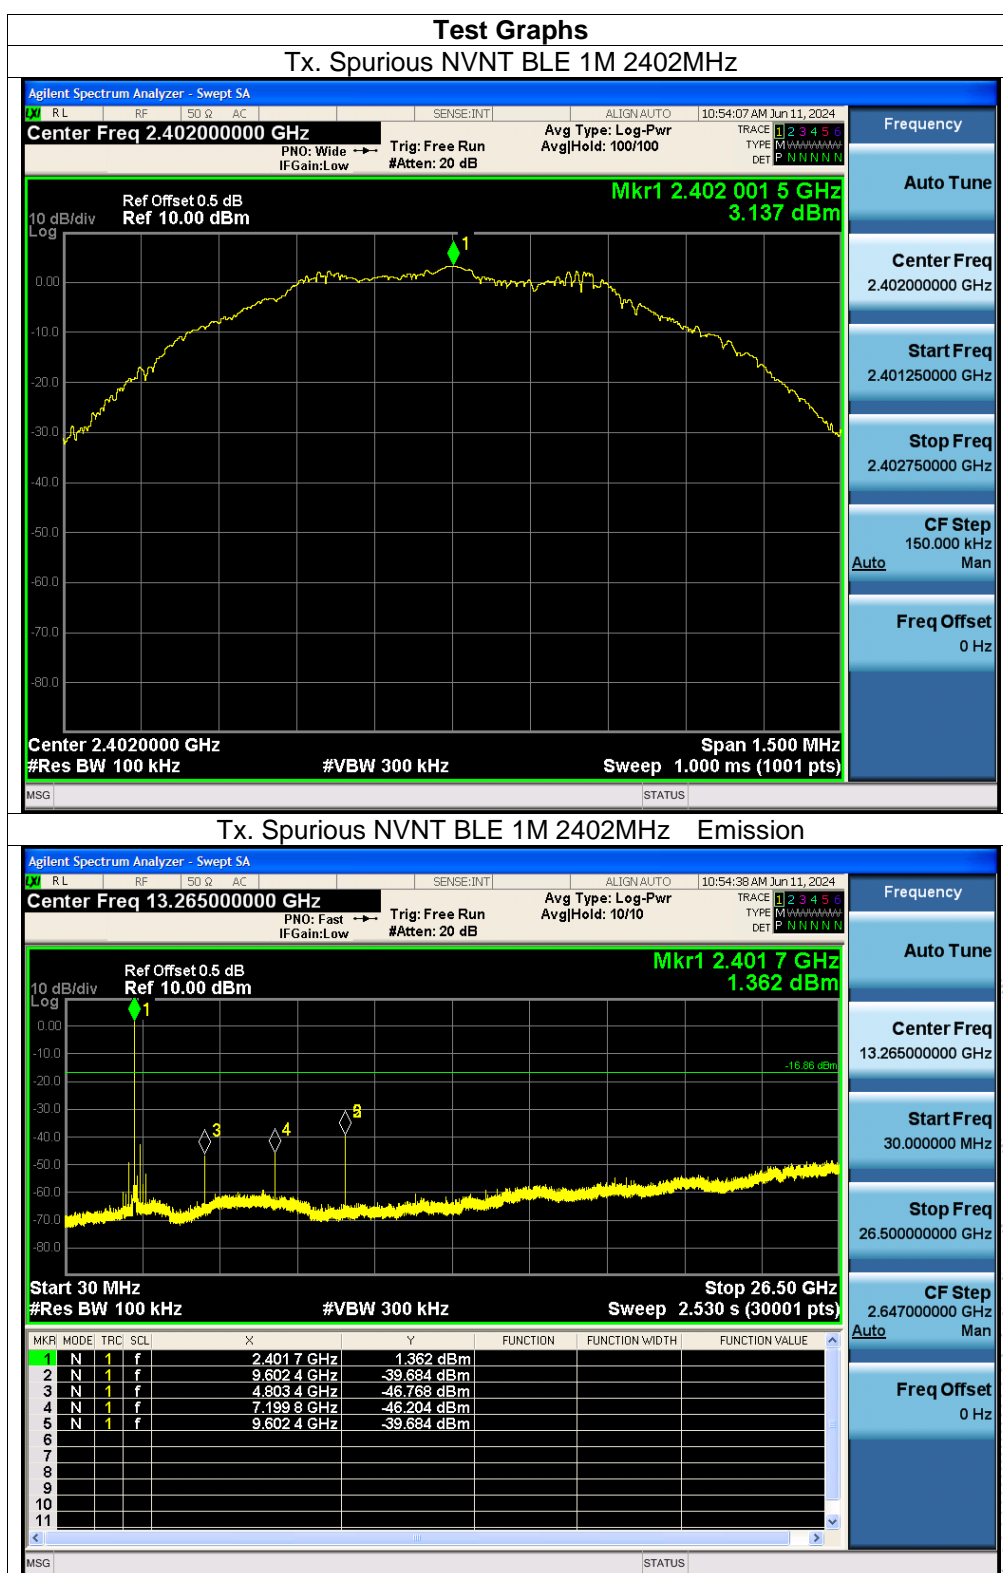 Test Graphs
Tx. Spurious NVNT BLE 1M 2402MHz
Agilent Spectrum Analyzer - Swept SA
LXI RL RF 50 Ω AC SENSE:INT ALIGN AUTO 10:54:07 AM Jun 11, 2024
Center Freq 2.402000000 GHz
PNO: Wide
IFGain:Low
Trig: Free Run
#Atten: 20 dB
Avg Type: Log-Pwr
Avg|Hold: 100/100
TRACE 1 2 3 4 5 6
TYPE M WWWWW
DET P N N N N N
Frequency
Auto Tune
Center Freq
2.402000000 GHz
Start Freq
2.401250000 GHz
Stop Freq
2.402750000 GHz
CF Step
150.000 kHz
Auto Man
Freq Offset
0 Hz
Mkr1 2.402 001 5 GHz
3.137 dBm
Ref Offset 0.5 dB
10 dB/div Ref 10.00 dBm
Log
1
0.00
-10.0
-20.0
-30.0
-40.0
-50.0
-60.0
-70.0
-80.0
Center 2.4020000 GHz Span 1.500 MHz
#Res BW 100 kHz #VBW 300 kHz Sweep 1.000 ms (1001 pts)
MSG STATUS
Tx. Spurious NVNT BLE 1M 2402MHz Emission
Agilent Spectrum Analyzer - Swept SA
LXI RL RF 50 Ω AC SENSE:INT ALIGN AUTO 10:54:38 AM Jun 11, 2024
Center Freq 13.265000000 GHz
PNO: Fast
IFGain:Low
Trig: Free Run
#Atten: 20 dB
Avg Type: Log-Pwr
Avg|Hold: 10/10
TRACE 1 2 3 4 5 6
TYPE M WWWWW
DET P N N N N N
Frequency
Auto Tune
Center Freq
13.265000000 GHz
Start Freq
30.000000 MHz
Stop Freq
26.500000000 GHz
CF Step
2.647000000 GHz
Auto Man
Freq Offset
0 Hz
Mkr1 2.401 7 GHz
1.362 dBm
Ref Offset 0.5 dB
10 dB/div Ref 10.00 dBm
Log
1
0.00
-10.0
-16.86 dBm
-20.0
-30.0
3
4
-40.0
-50.0
-60.0
-70.0
-80.0
Start 30 MHz Stop 26.50 GHz
#Res BW 100 kHz #VBW 300 kHz Sweep 2.530 s (30001 pts)
MKR MODE TRC SCL X Y FUNCTION FUNCTION WIDTH FUNCTION VALUE
1 N 1 f 2.401 7 GHz 1.362 dBm
2 N 1 f 9.602 4 GHz -39.684 dBm
3 N 1 f 4.803 4 GHz -46.768 dBm
4 N 1 f 7.199 8 GHz -46.204 dBm
5 N 1 f 9.602 4 GHz -39.684 dBm
6
7
8
9
10
11
MSG STATUS